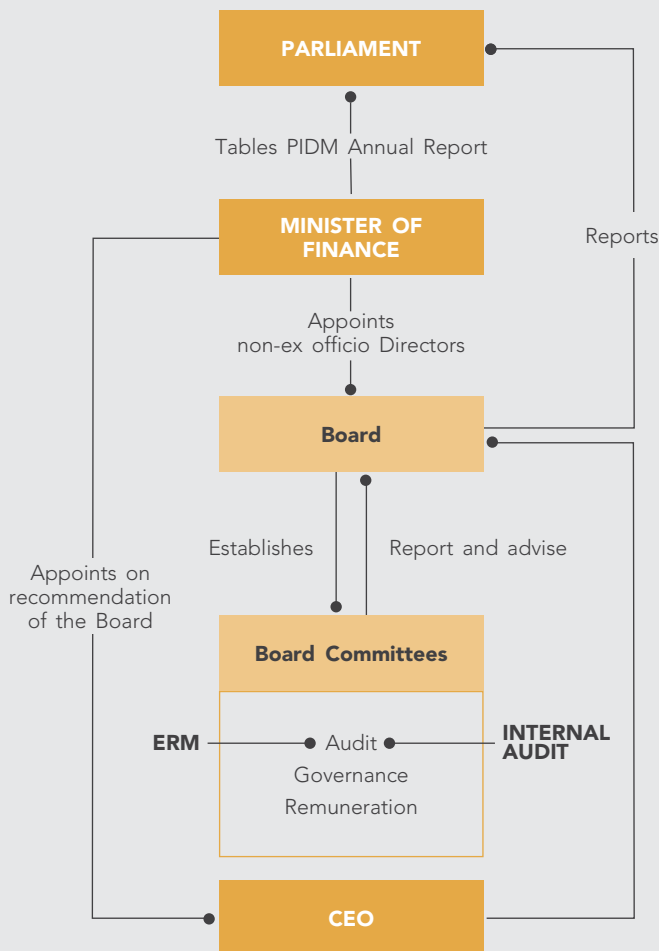 PARLIAMENT
Tables PIDM Annual Report
MINISTER OF
FINANCE
Reports
Appoints
non-ex officio Directors
Board
Establishes
Report and advise
Appoints on
recommendation
of the Board
Board Committees
ERM
Audit
INTERNAL
AUDIT
Governance
Remuneration
CEO